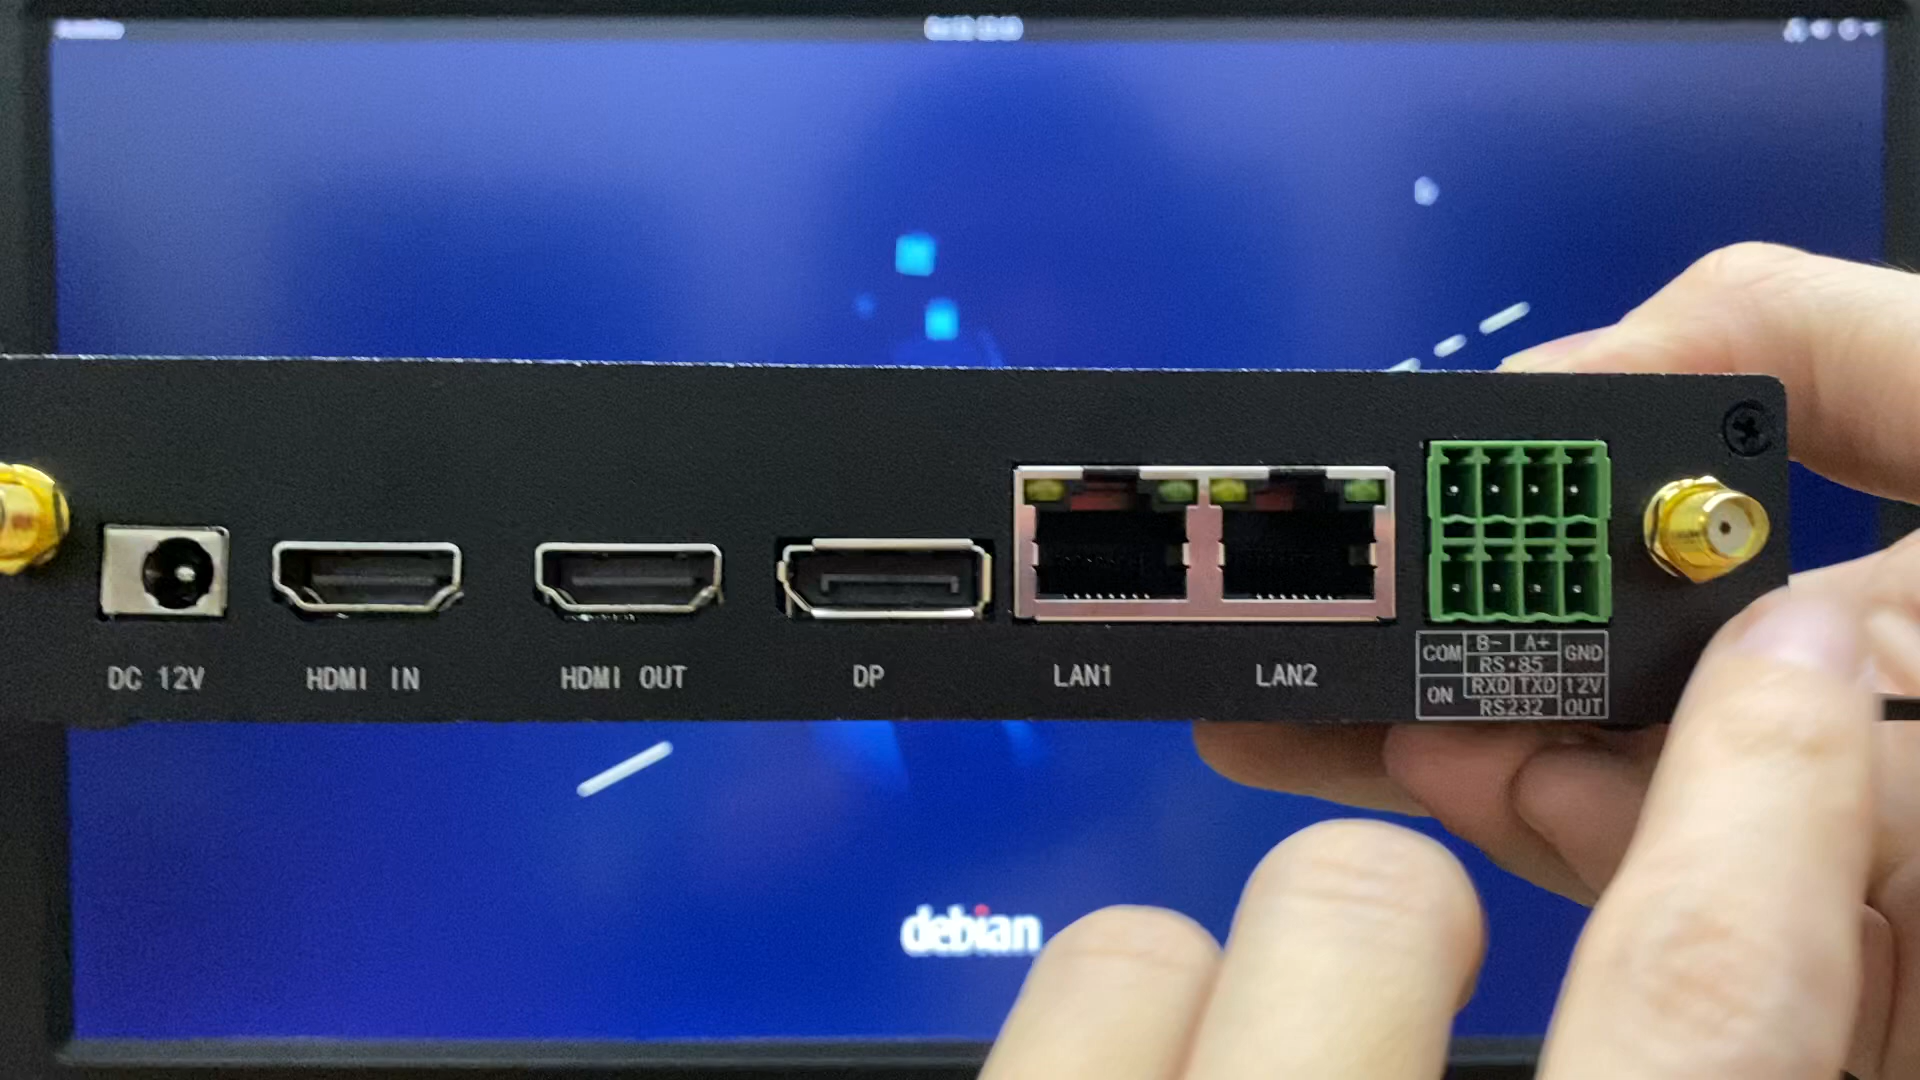 DC 12V
HDMI IN
HDMI OUT
DP
LAN1
LAN2
COM B- A+ GND
RS·85
ON RXD TXD 12V
RS232 OUT
debian